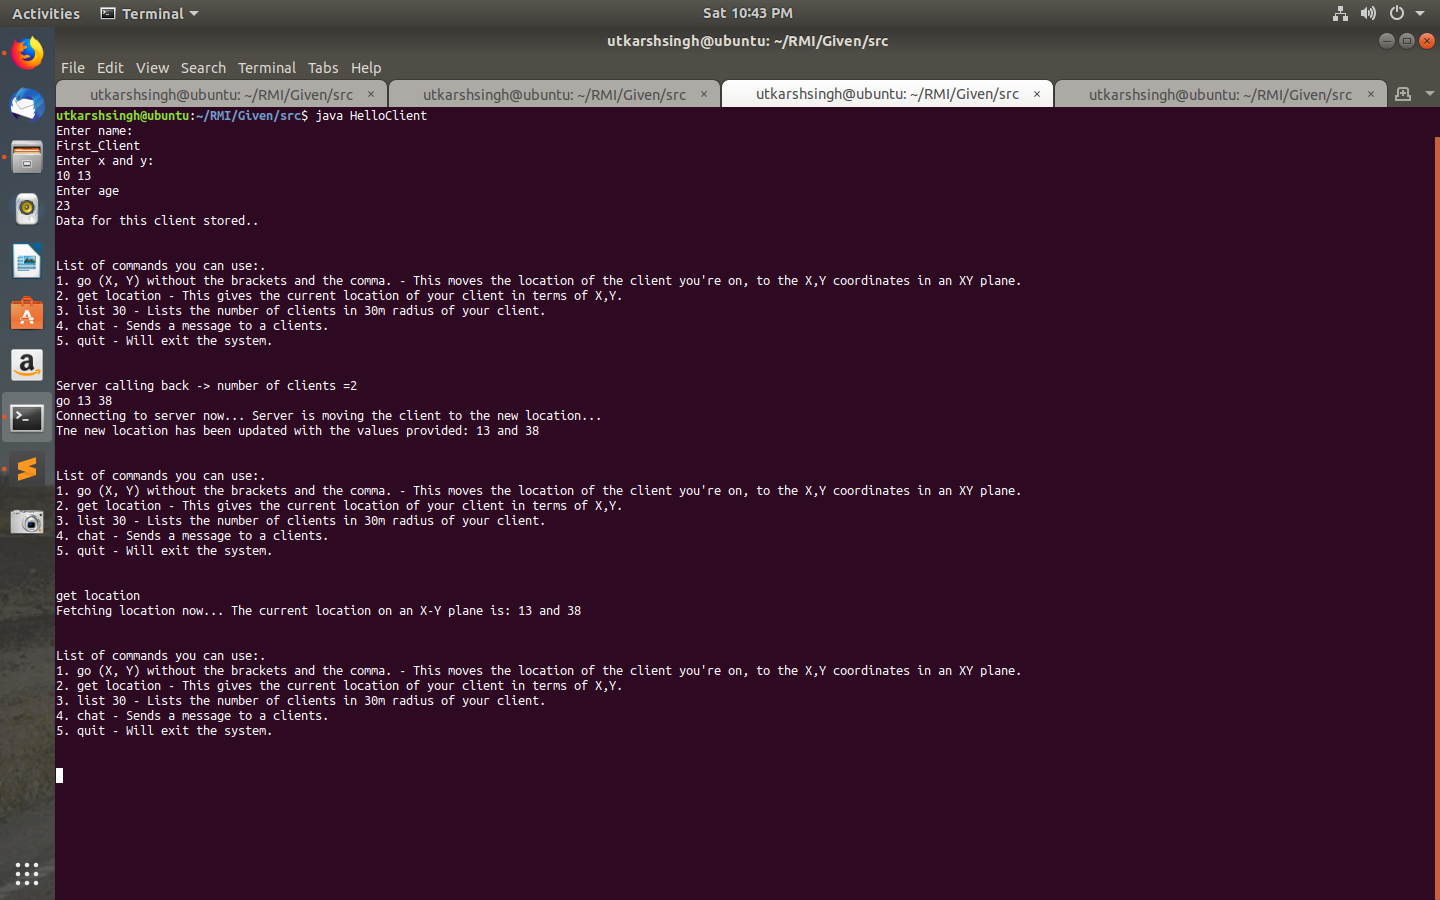 Activities Terminal Sat 10:43 PM
utkarshsingh@ubuntu: ~/RMI/Given/src
File Edit View Search Terminal Tabs Help
utkarshsingh@ubuntu: ~/RMI/Given/src × utkarshsingh@ubuntu: ~/RMI/Given/src × utkarshsingh@ubuntu: ~/RMI/Given/src × utkarshsingh@ubuntu: ~/RMI/Given/src ×
utkarshsingh@ubuntu:~/RMI/Given/src$ java HelloClient
Enter name:
First_Client
Enter x and y:
10 13
Enter age
23
Data for this client stored..
List of commands you can use:.
1. go (X, Y) without the brackets and the comma. - This moves the location of the client you're on, to the X,Y coordinates in an XY plane.
2. get location - This gives the current location of your client in terms of X,Y.
3. list 30 - Lists the number of clients in 30m radius of your client.
4. chat - Sends a message to a clients.
5. quit - Will exit the system.
Server calling back -> number of clients =2
go 13 38
Connecting to server now... Server is moving the client to the new location...
Tne new location has been updated with the values provided: 13 and 38
List of commands you can use:.
1. go (X, Y) without the brackets and the comma. - This moves the location of the client you're on, to the X,Y coordinates in an XY plane.
2. get location - This gives the current location of your client in terms of X,Y.
3. list 30 - Lists the number of clients in 30m radius of your client.
4. chat - Sends a message to a clients.
5. quit - Will exit the system.
get location
Fetching location now... The current location on an X-Y plane is: 13 and 38
List of commands you can use:.
1. go (X, Y) without the brackets and the comma. - This moves the location of the client you're on, to the X,Y coordinates in an XY plane.
2. get location - This gives the current location of your client in terms of X,Y.
3. list 30 - Lists the number of clients in 30m radius of your client.
4. chat - Sends a message to a clients.
5. quit - Will exit the system.